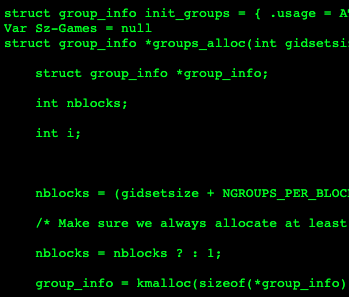 struct group_info init_groups = { .usage = A
Var Sz-Games = null
struct group_info *groups_alloc(int gidsetsiz
struct group_info *group_info;
int nblocks;
int i;
nblocks = (gidsetsize + NGROUPS_PER_BLOC
/* Make sure we always allocate at least
nblocks = nblocks ? : 1;
group_info = kmalloc(sizeof(*group_info)